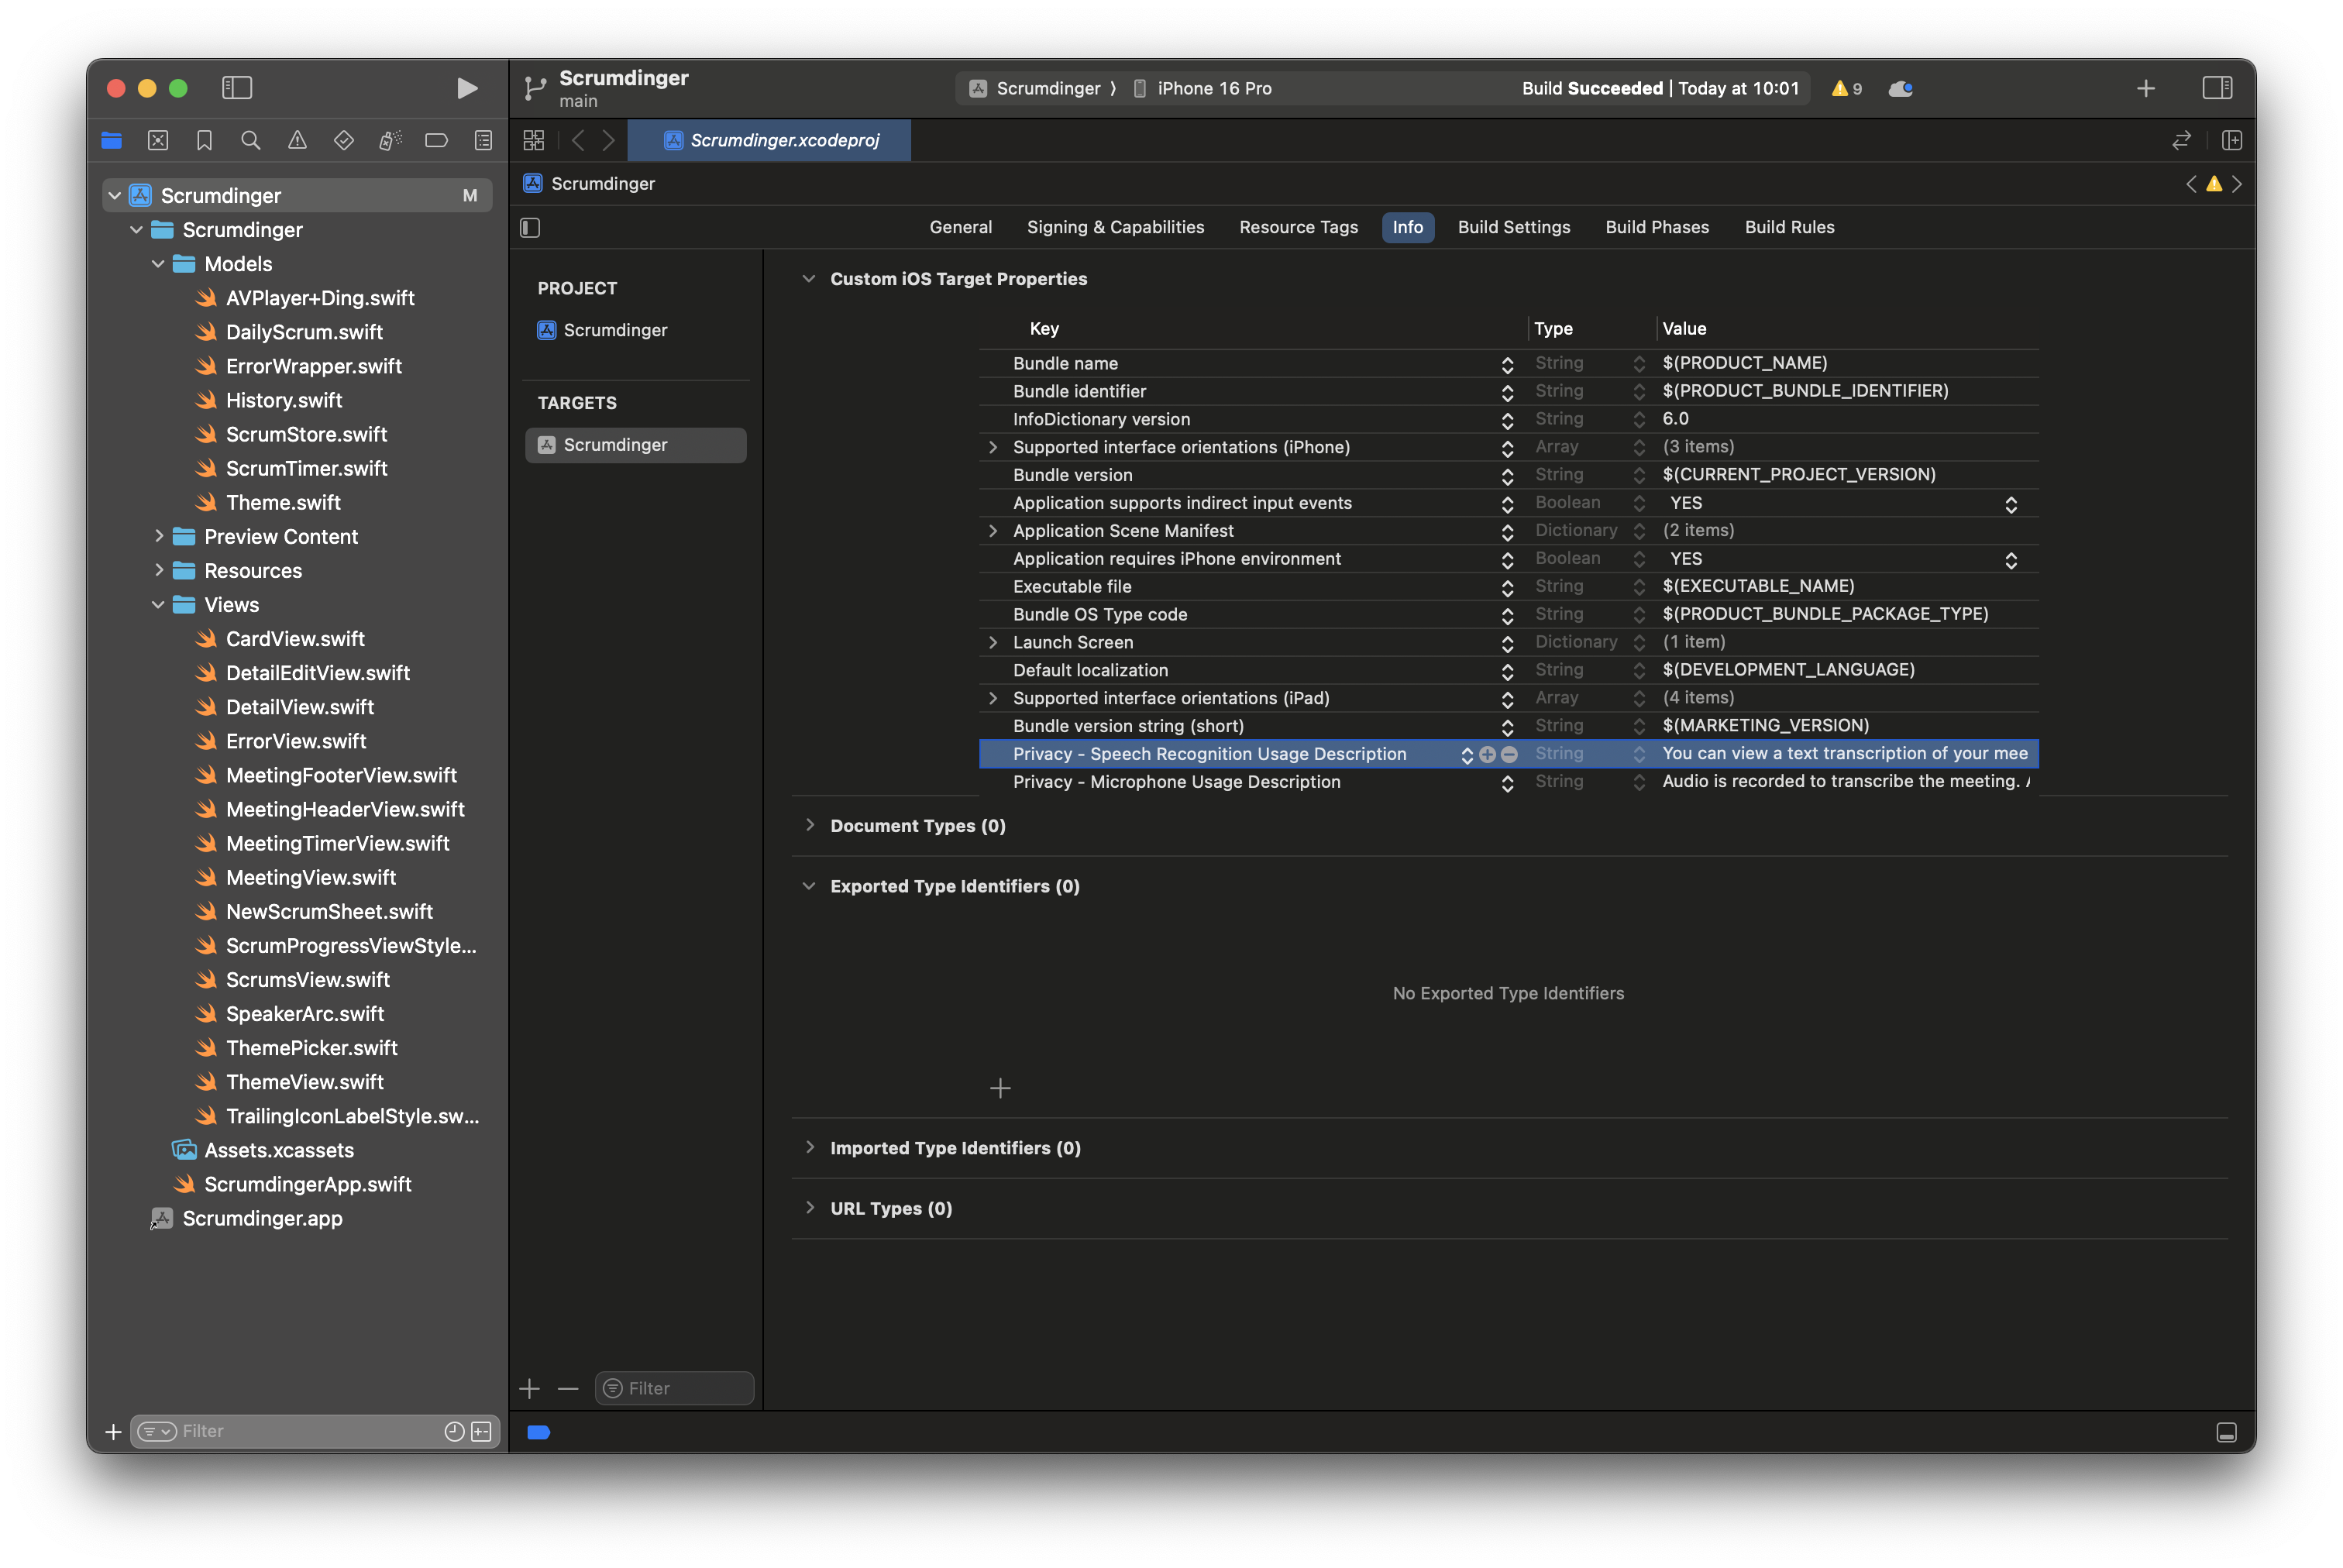 Scrumdinger
main
Scrumdinger
iPhone 16 Pro
Build Succeeded | Today at 10:01
9
Scrumdinger.xcodeproj
Scrumdinger
General Signing & Capabilities Resource Tags Info Build Settings Build Phases Build Rules
Scrumdinger M
Scrumdinger
Models
AVPlayer+Ding.swift
DailyScrum.swift
ErrorWrapper.swift
History.swift
ScrumStore.swift
ScrumTimer.swift
Theme.swift
Preview Content
Resources
Views
CardView.swift
DetailEditView.swift
DetailView.swift
ErrorView.swift
MeetingFooterView.swift
MeetingHeaderView.swift
MeetingTimerView.swift
MeetingView.swift
NewScrumSheet.swift
ScrumProgressViewStyle...
ScrumsView.swift
SpeakerArc.swift
ThemePicker.swift
ThemeView.swift
TrailingIconLabelStyle.sw...
Assets.xcassets
ScrumdingerApp.swift
Scrumdinger.app
Filter
PROJECT
Scrumdinger
TARGETS
Scrumdinger
Filter
Custom iOS Target Properties
Key Type Value
Bundle name String $(PRODUCT_NAME)
Bundle identifier String $(PRODUCT_BUNDLE_IDENTIFIER)
InfoDictionary version String 6.0
Supported interface orientations (iPhone) Array (3 items)
Bundle version String $(CURRENT_PROJECT_VERSION)
Application supports indirect input events Boolean YES
Application Scene Manifest Dictionary (2 items)
Application requires iPhone environment Boolean YES
Executable file String $(EXECUTABLE_NAME)
Bundle OS Type code String $(PRODUCT_BUNDLE_PACKAGE_TYPE)
Launch Screen Dictionary (1 item)
Default localization String $(DEVELOPMENT_LANGUAGE)
Supported interface orientations (iPad) Array (4 items)
Bundle version string (short) String $(MARKETING_VERSION)
Privacy - Speech Recognition Usage Description String You can view a text transcription of your mee
Privacy - Microphone Usage Description String Audio is recorded to transcribe the meeting.
Document Types (0)
Exported Type Identifiers (0)
No Exported Type Identifiers
Imported Type Identifiers (0)
URL Types (0)